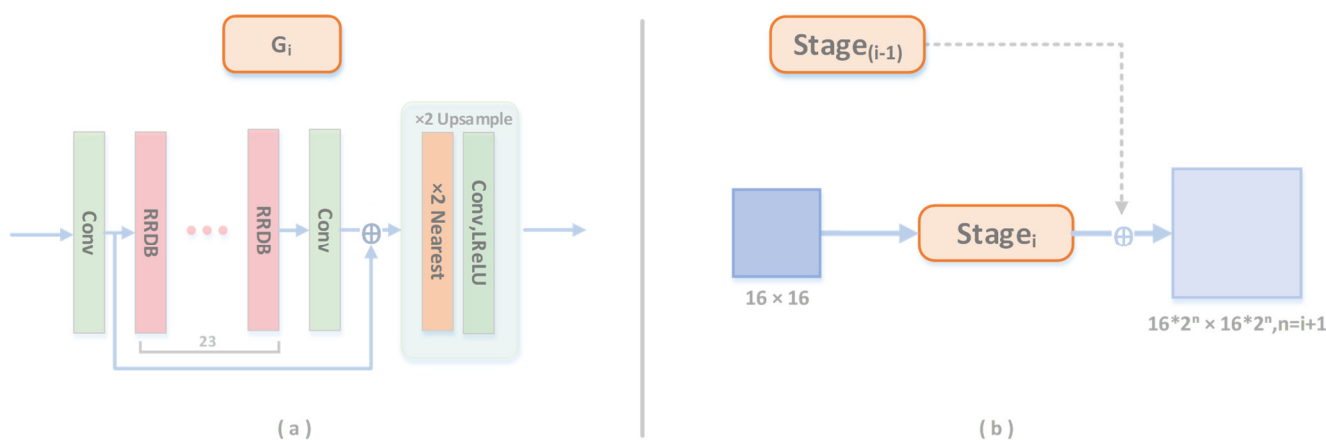 G_i
×2 Upsample
Conv
RRDB
RRDB
Conv
×2 Nearest
Conv,LReLU
23
( a )
Stage_(i-1)
Stage_i
16 × 16
16*2ⁿ × 16*2ⁿ,n=i+1
( b )